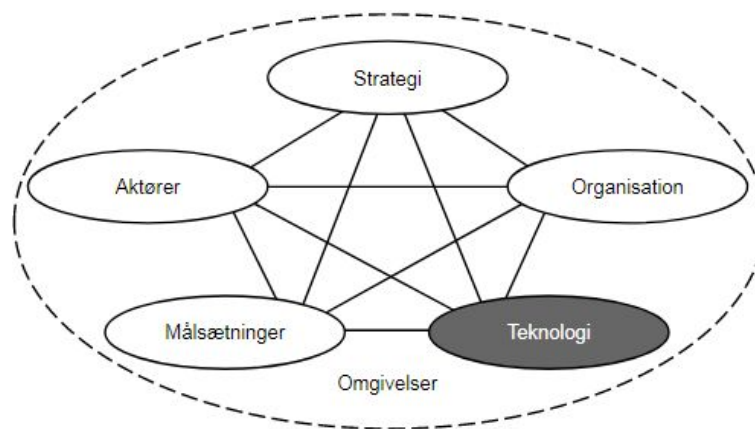 Strategi
Aktører
Organisation
Målsætninger
Teknologi
Omgivelser